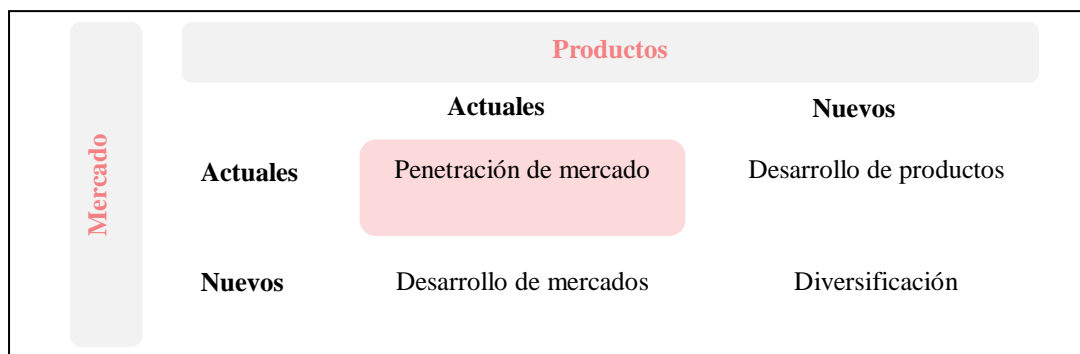 Productos
Mercado
Actuales Nuevos
Actuales Penetración de mercado Desarrollo de productos
Nuevos Desarrollo de mercados Diversificación